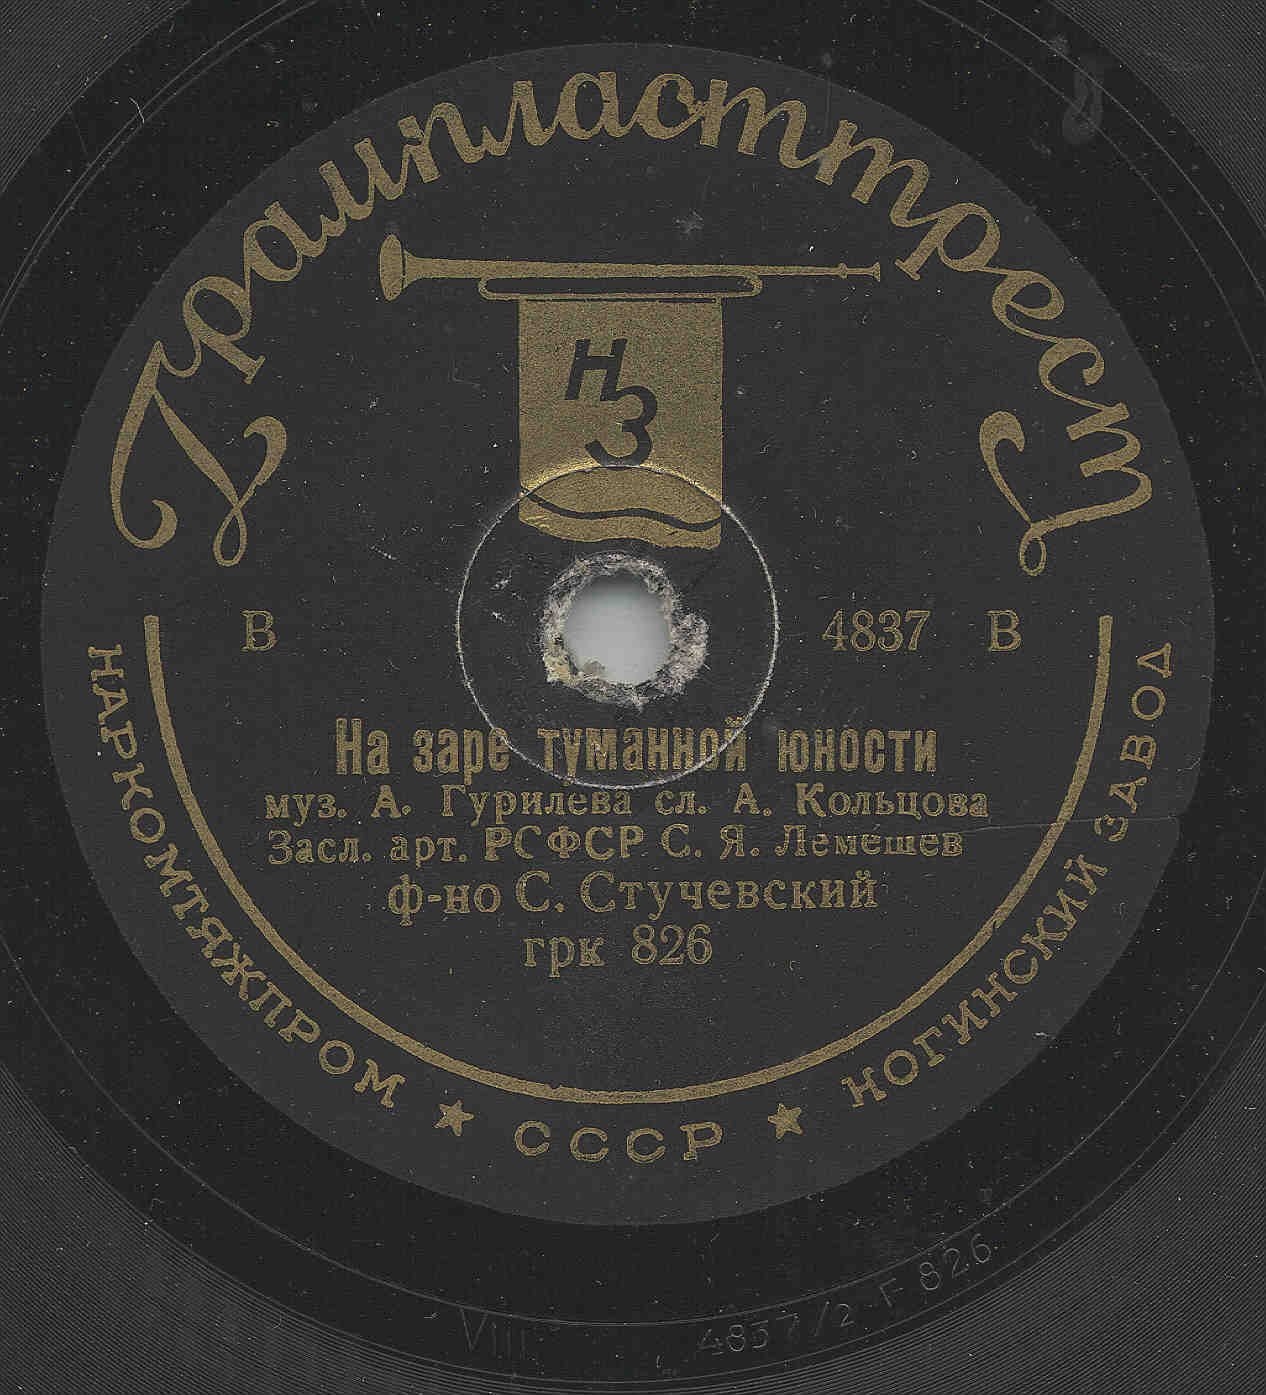 Грампласттрест
НЗ
В 4837 В
На заре туманной юности
муз. А. Гурилева сл. А. Кольцова
Засл. арт. РСФСР С. Я. Лемешев
ф-но С. Стучевский
грк 826
НАРКОМТЯЖПРОМ ★ СССР ★ НОГИНСКИЙ ЗАВОД
VIII 4837/2 F 826